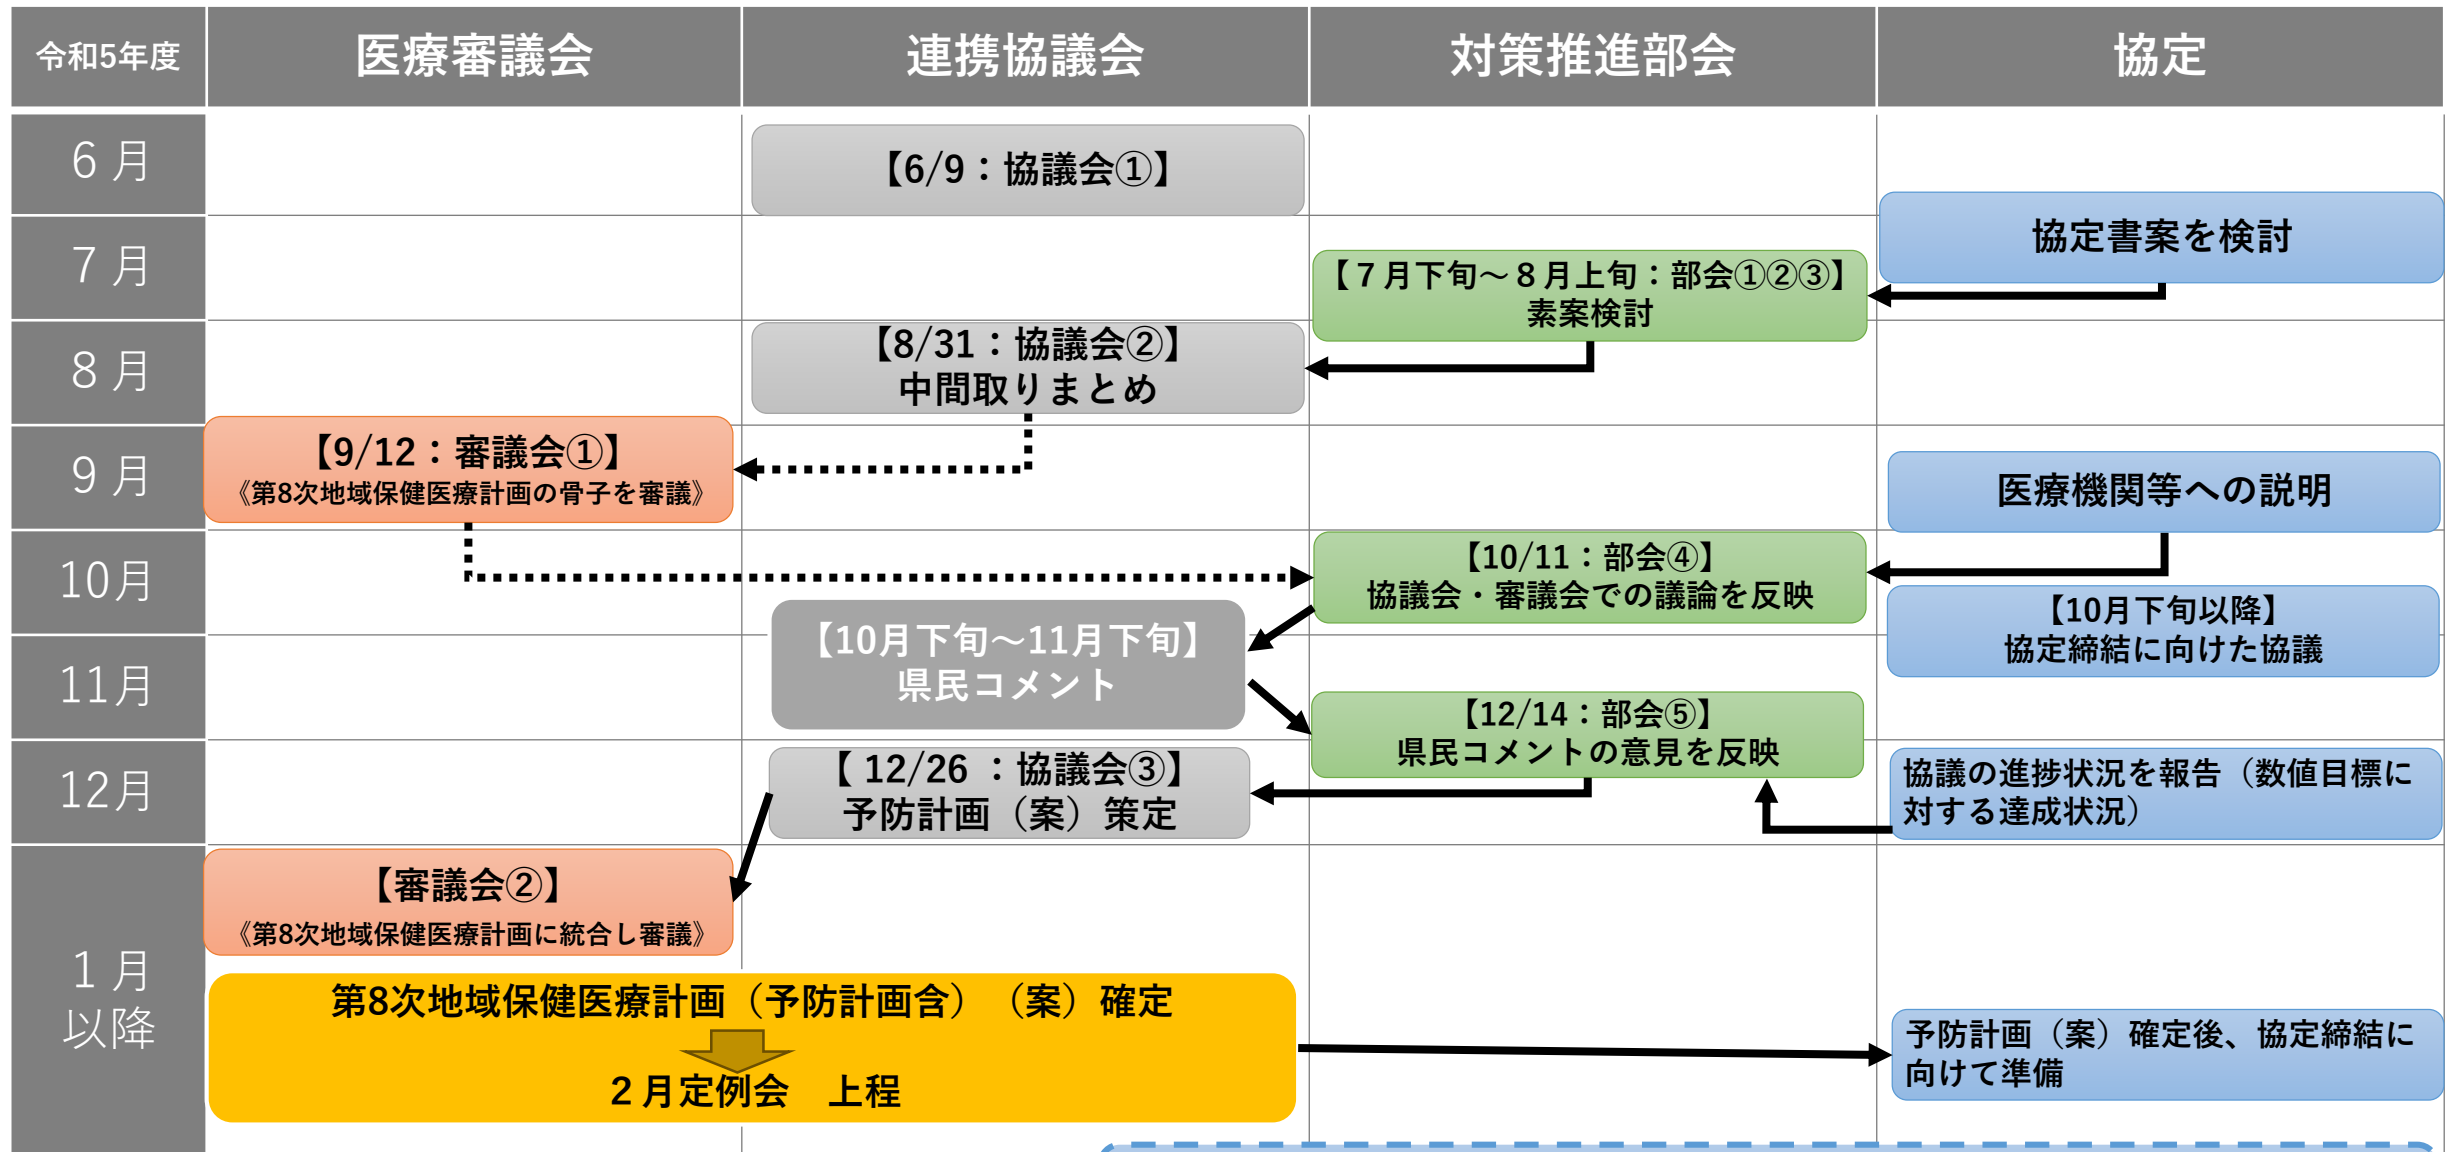 令和5年度
医療審議会
連携協議会
対策推進部会
協定
6月
【6/9：協議会①】
協定書案を検討
7月
【7月下旬～8月上旬：部会①②③】
素案検討
8月
【8/31：協議会②】
中間取りまとめ
9月
【9/12：審議会①】
《第8次地域保健医療計画の骨子を審議》
医療機関等への説明
10月
【10/11：部会④】
協議会・審議会での議論を反映
【10月下旬以降】
協定締結に向けた協議
【10月下旬～11月下旬】
県民コメント
11月
【12/14：部会⑤】
県民コメントの意見を反映
12月
【 12/26 ：協議会③】
予防計画（案）策定
協議の進捗状況を報告（数値目標に
対する達成状況）
1月
以降
【審議会②】
《第8次地域保健医療計画に統合し審議》
第8次地域保健医療計画（予防計画含）（案）確定
2月定例会　上程
予防計画（案）確定後、協定締結に
向けて準備